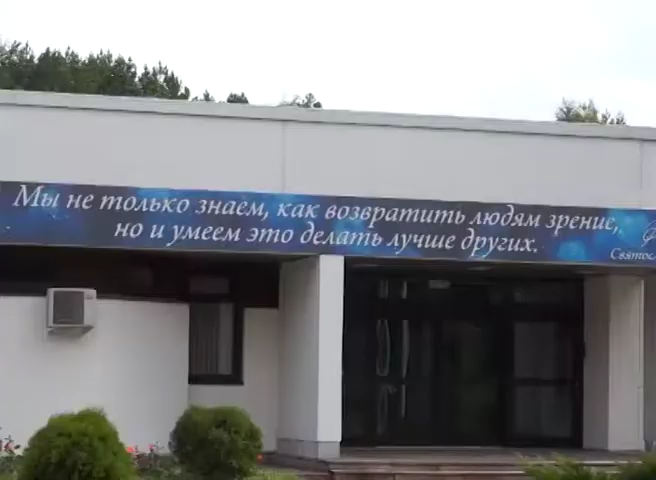 Мы не только знаем, как возвратить людям зрение,
но и умеем это делать лучше других.